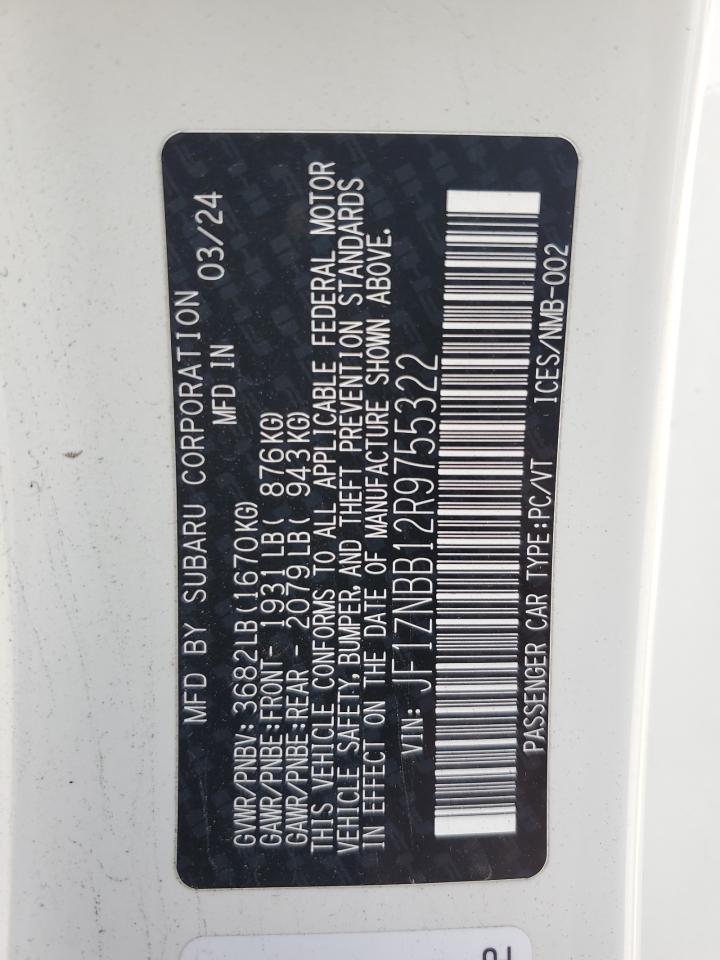 MFD BY SUBARU CORPORATION
MFD IN 03/24
GVWR/PNBV: 3682LB(1670KG)
GAWR/PNBE:FRONT- 1931LB( 876KG)
GAWR/PNBE:REAR - 2079LB( 943KG)
THIS VEHICLE CONFORMS TO ALL APPLICABLE FEDERAL MOTOR
VEHICLE SAFETY, BUMPER, AND THEFT PREVENTION STANDARDS
IN EFFECT ON THE DATE OF MANUFACTURE SHOWN ABOVE.
VIN: JF1ZNBB12R9755322
PASSENGER CAR TYPE:PC/VT ICES/NMB-002